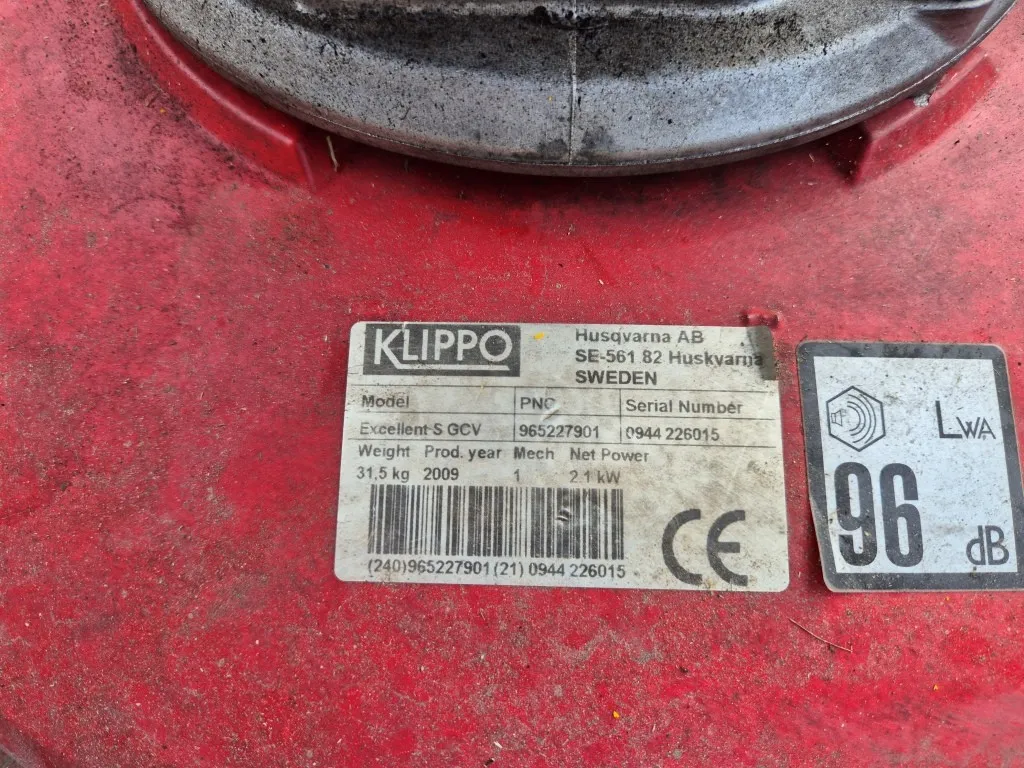 KLIPPO
Husqvarna AB
SE-561 82 Huskvarna
SWEDEN
Model PNC Serial Number
Excellent S GCV 965227901 0944 226015
Weight Prod. year Mech Net Power
31,5 kg 2009 1 2.1 kW
(240)965227901(21) 0944 226015
CE
LWA
96
dB